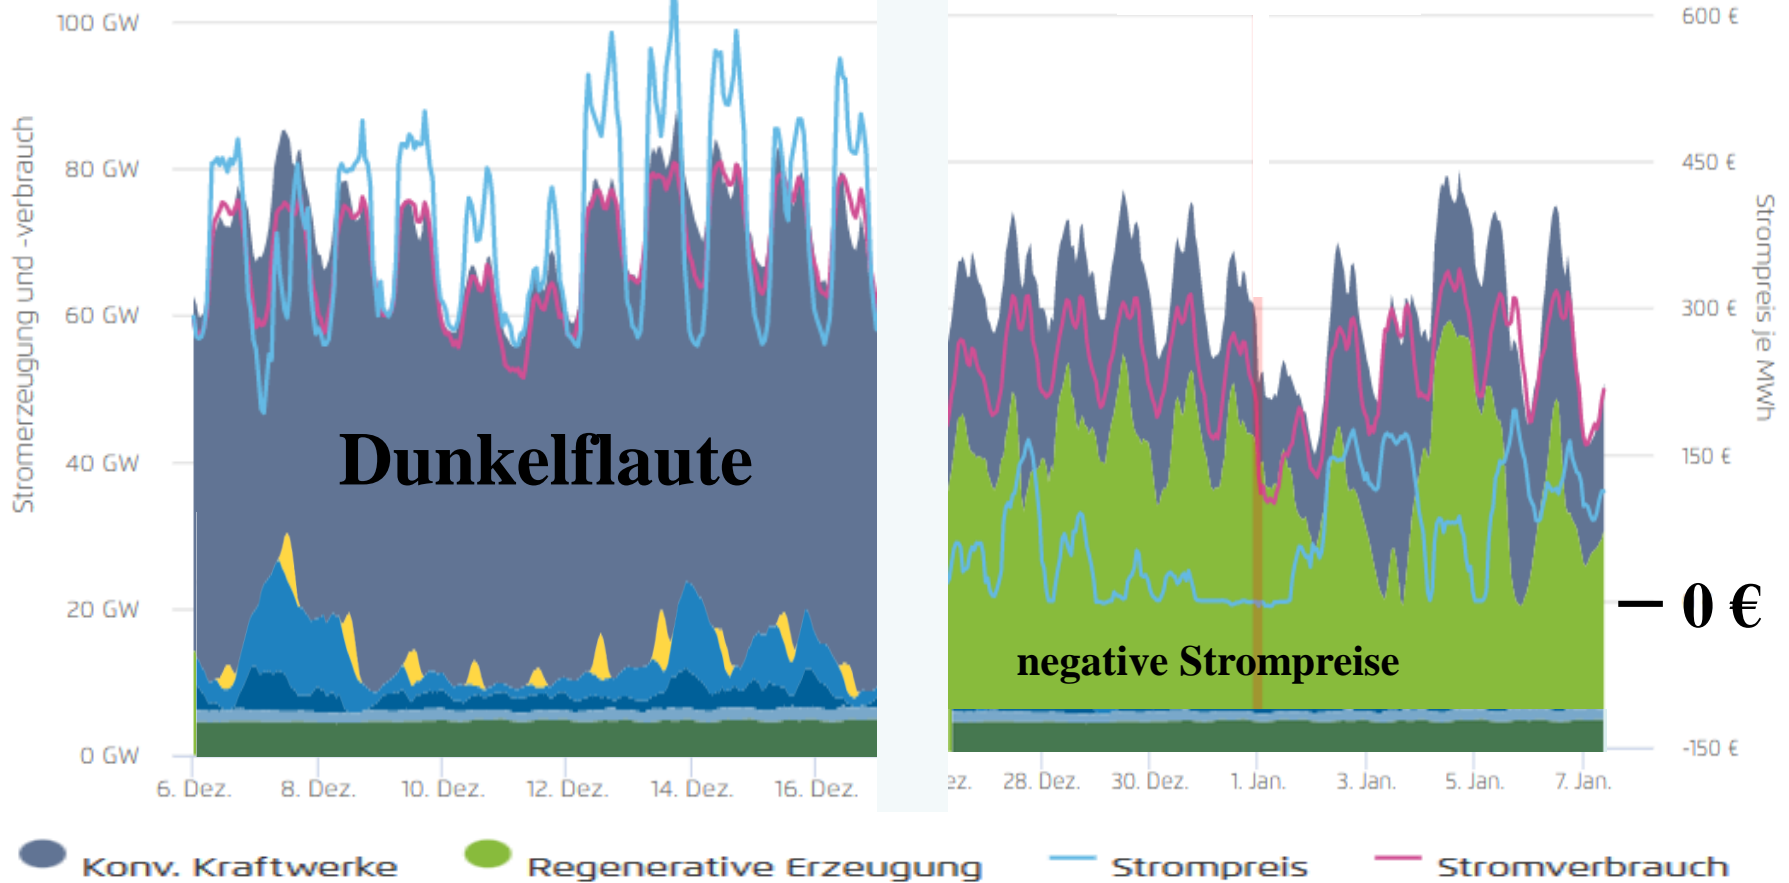 100 GW
80 GW
60 GW
40 GW
20 GW
0 GW
Stromerzeugung und -verbrauch
Dunkelflaute
6. Dez. 8. Dez. 10. Dez. 12. Dez. 14. Dez. 16. Dez.
600 €
450 €
300 €
150 €
0 €
-150 €
Strompreis je MWh
negative Strompreise
ez. 28. Dez. 30. Dez. 1. Jan. 3. Jan. 5. Jan. 7. Jan.
Konv. Kraftwerke Regenerative Erzeugung Strompreis Stromverbrauch